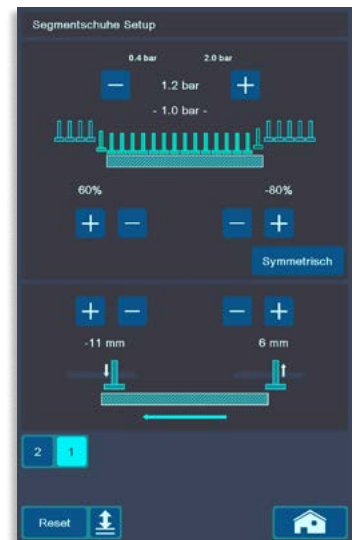 Segmentschuhe Setup
0.4 bar 2.0 bar
− 1.2 bar +
- 1.0 bar -
60% -80%
+ − − +
Symmetrisch
+ − − +
-11 mm 6 mm
2 1
Reset